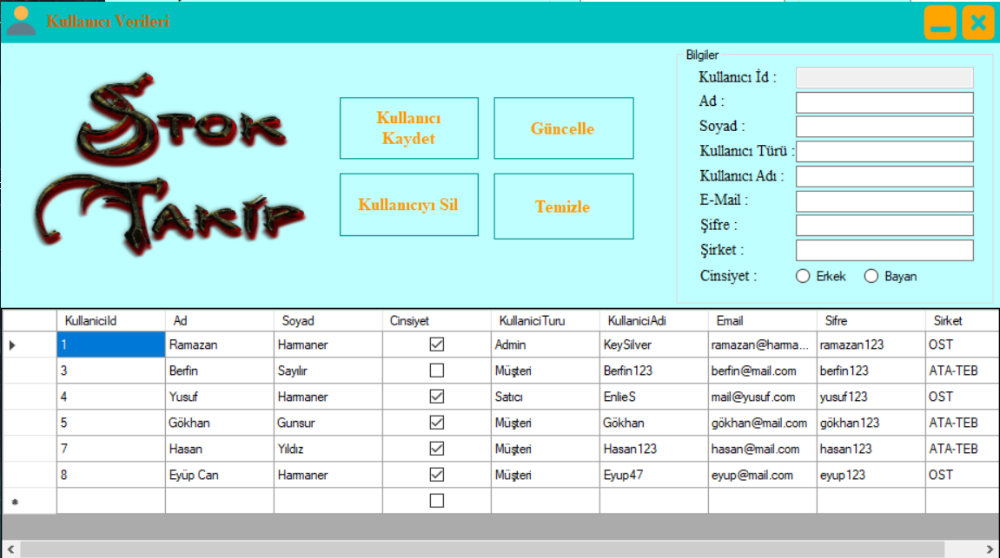 Kullanıcı Verileri
Stok
Takip
Kullanıcı
Kaydet
Güncelle
Kullanıcıyı Sil
Temizle
Bilgiler
Kullanıcı İd :
Ad :
Soyad :
Kullanıcı Türü :
Kullanıcı Adı :
E-Mail :
Şifre :
Şirket :
Cinsiyet : Erkek Bayan
KullaniciId Ad Soyad Cinsiyet KullaniciTuru KullaniciAdi Email Sifre Sirket
1 Ramazan Harmaner Admin KeySilver ramazan@harma... ramazan123 OST
3 Berfin Sayılır Müşteri Berfin123 berfin@mail.com berfin123 ATA-TEB
4 Yusuf Harmaner Satıcı EnlieS mail@yusuf.com yusuf123 OST
5 Gökhan Gunsur Müşteri Gökhan gökhan@mail.com gökhan123 ATA-TEB
7 Hasan Yıldız Müşteri Hasan123 hasan@mail.com hasan123 ATA-TEB
8 Eyüp Can Harmaner Müşteri Eyup47 eyup@mail.com eyup123 OST